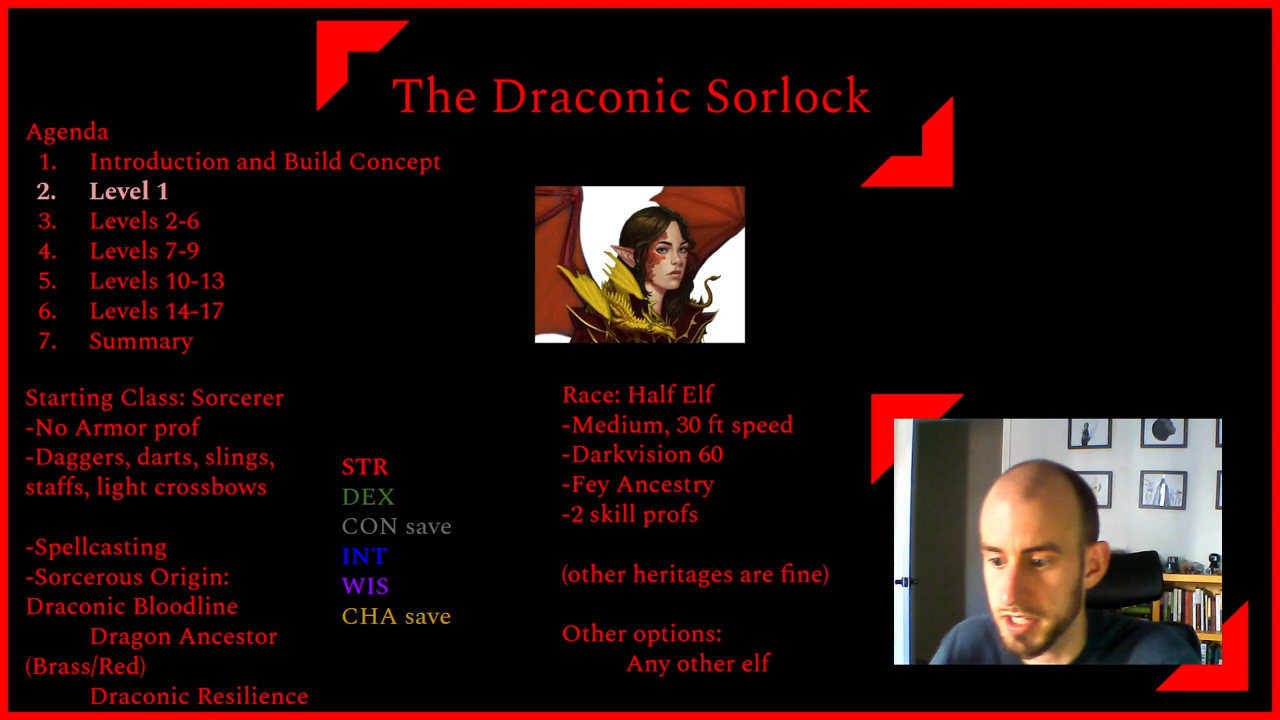 The Draconic Sorlock
Agenda
1. Introduction and Build Concept
2. Level 1
3. Levels 2-6
4. Levels 7-9
5. Levels 10-13
6. Levels 14-17
7. Summary
Starting Class: Sorcerer
-No Armor prof
-Daggers, darts, slings,
staffs, light crossbows
-Spellcasting
-Sorcerous Origin:
Draconic Bloodline
Dragon Ancestor
(Brass/Red)
Draconic Resilience
STR
DEX
CON save
INT
WIS
CHA save
Race: Half Elf
-Medium, 30 ft speed
-Darkvision 60
-Fey Ancestry
-2 skill profs
(other heritages are fine)
Other options:
Any other elf